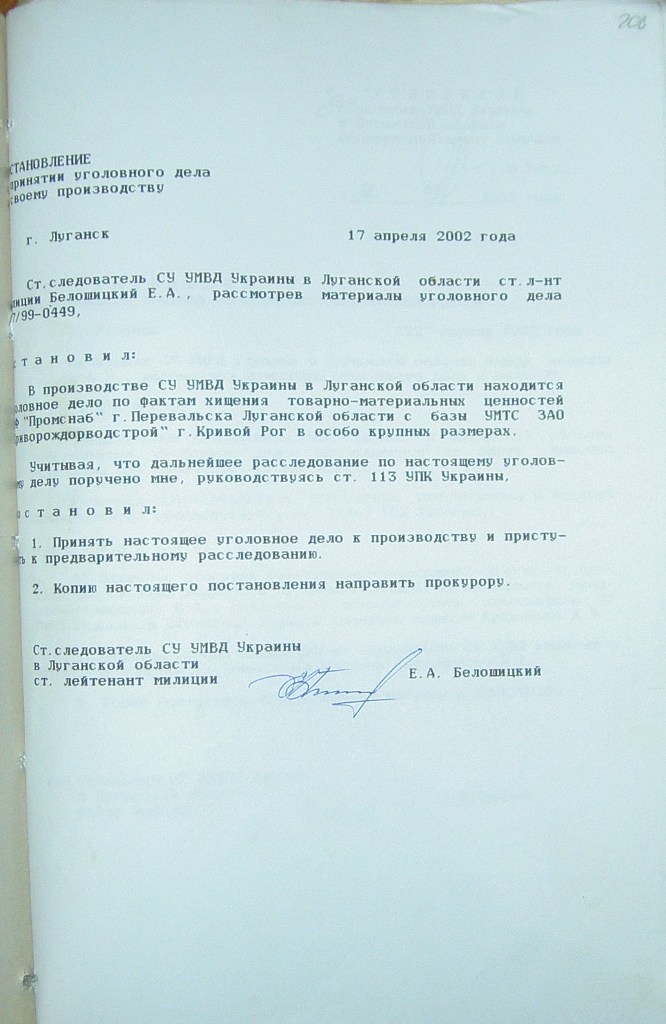 208
СТАНОВЛЕНИЕ
принятии уголовного дела
своему производству
г. Луганск 17 апреля 2002 года
Ст.следователь СУ УМВД Украины в Луганской области ст.л-нт
лиции Белошицкий Е.А., рассмотрев материалы уголовного дела
7/99-0449,
с т а н о в и л:
В производстве СУ УМВД Украины в Луганской области находится
оловное дело по фактам хищения товарно-материальных ценностей
ф "Промснаб" г.Перевальска Луганской области с базы УМТС ЗАО
риворождорводстрой" г.Кривой Рог в особо крупных размерах.
Учитывая, что дальнейшее расследование по настоящему уголов-
му делу поручено мне, руководствуясь ст. 113 УПК Украины,
о с т а н о в и л:
1. Принять настоящее уголовное дело к производству и присту-
ть к предварительному расследованию.
2. Копию настоящего постановления направить прокурору.
Ст.следователь СУ УМВД Украины
в Луганской области
ст. лейтенант милиции Е.А. Белошицкий